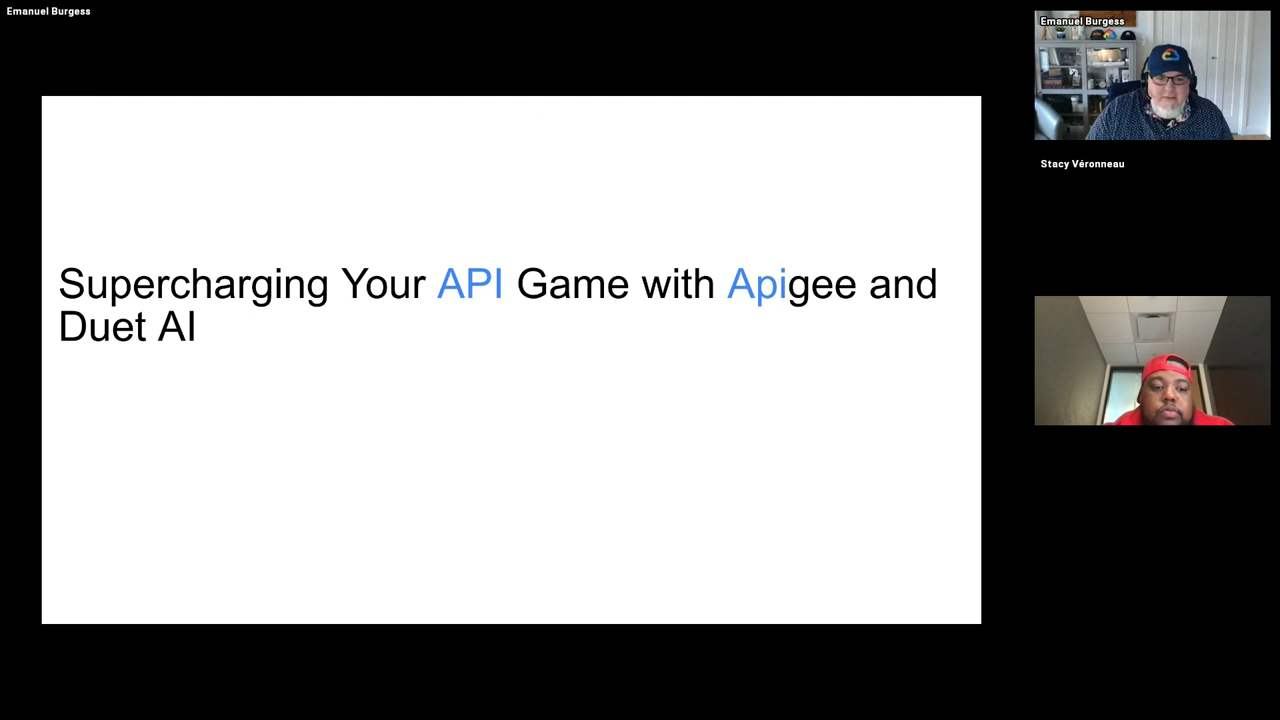 Emanuel Burgess
Supercharging Your API Game with Apigee and
Duet AI
Emanuel Burgess
Stacy Véronneau